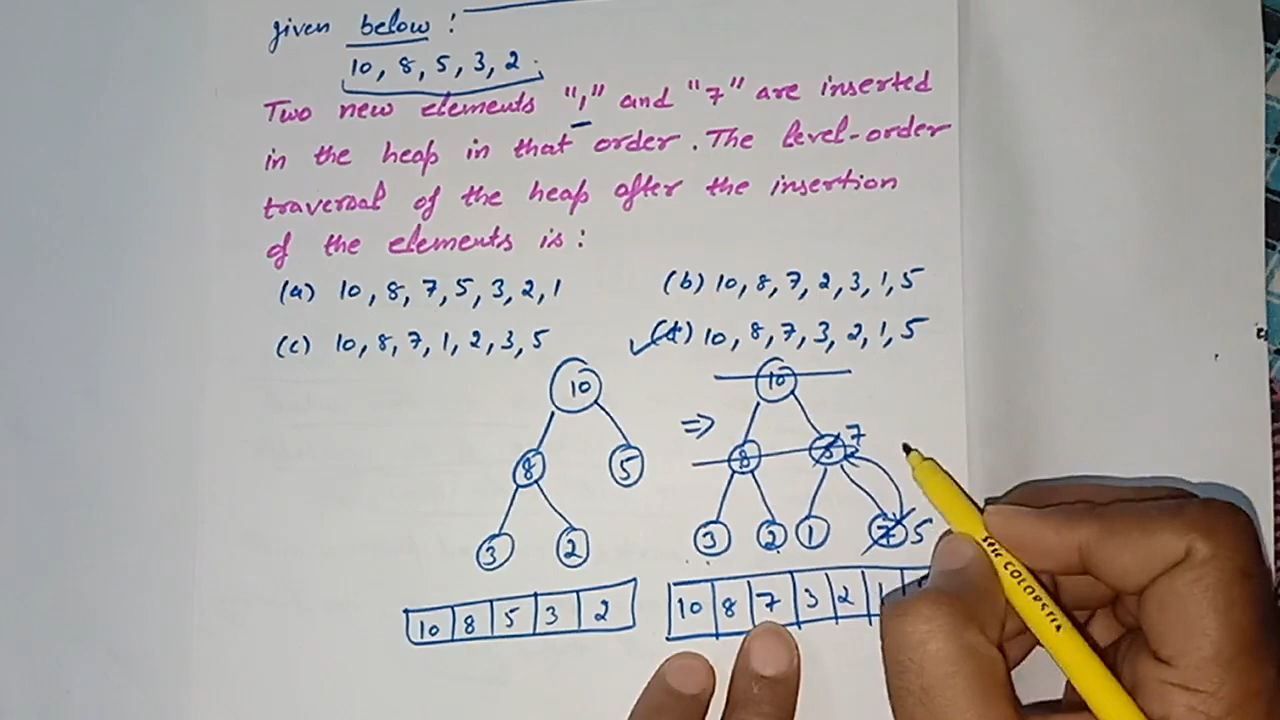 given below :
10, 8, 5, 3, 2.
Two new elements "1" and "7" are inserted
in the heap in that order. The level-order
traversal of the heap after the insertion
of the elements is :
(a) 10, 8, 7, 5, 3, 2, 1
(b) 10, 8, 7, 2, 3, 1, 5
(c) 10, 8, 7, 1, 2, 3, 5
(d) 10, 8, 7, 3, 2, 1, 5
10
8 5
3 2
10 8 5 3 2
⇒
10
8 7
3 2 1 7 5
10 8 7 3 2 1
SPIC COLORSTIX